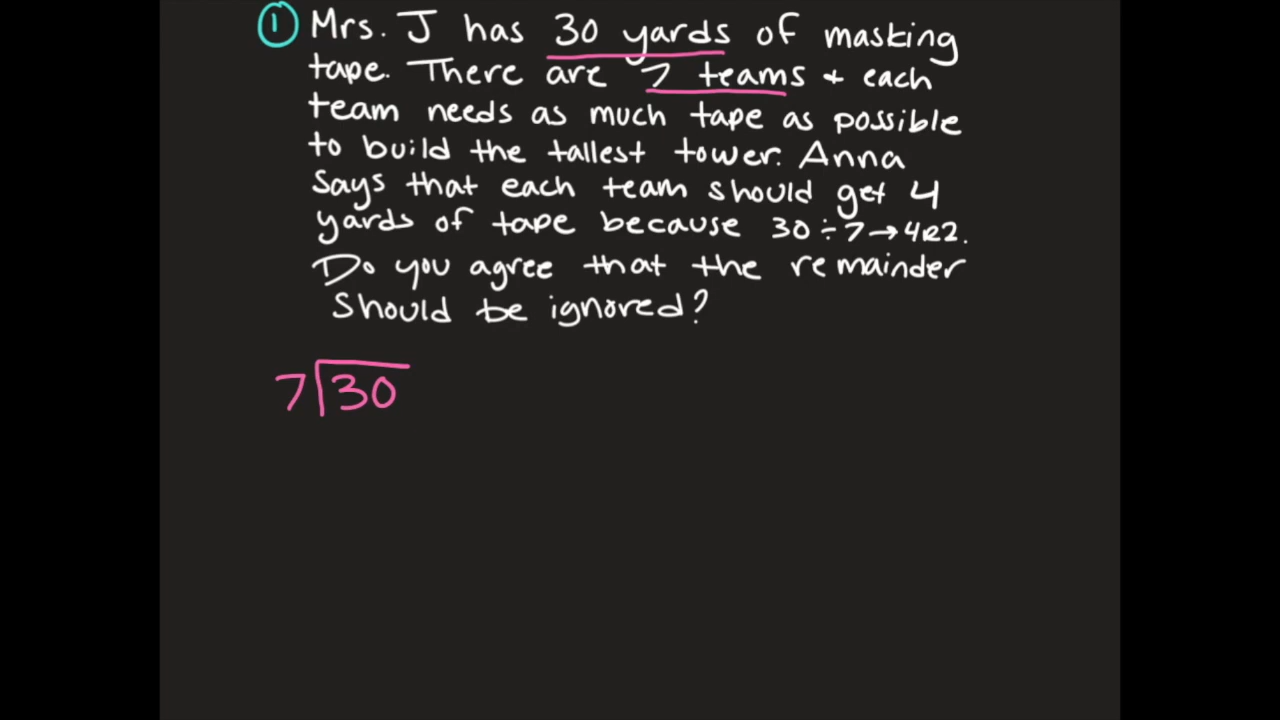 ① Mrs. J has 30 yards of masking
tape. There are 7 teams + each
team needs as much tape as possible
to build the tallest tower. Anna
Says that each team should get 4
yards of tape because 30 ÷ 7 → 4R2.
Do you agree that the remainder
should be ignored?
7⟌30